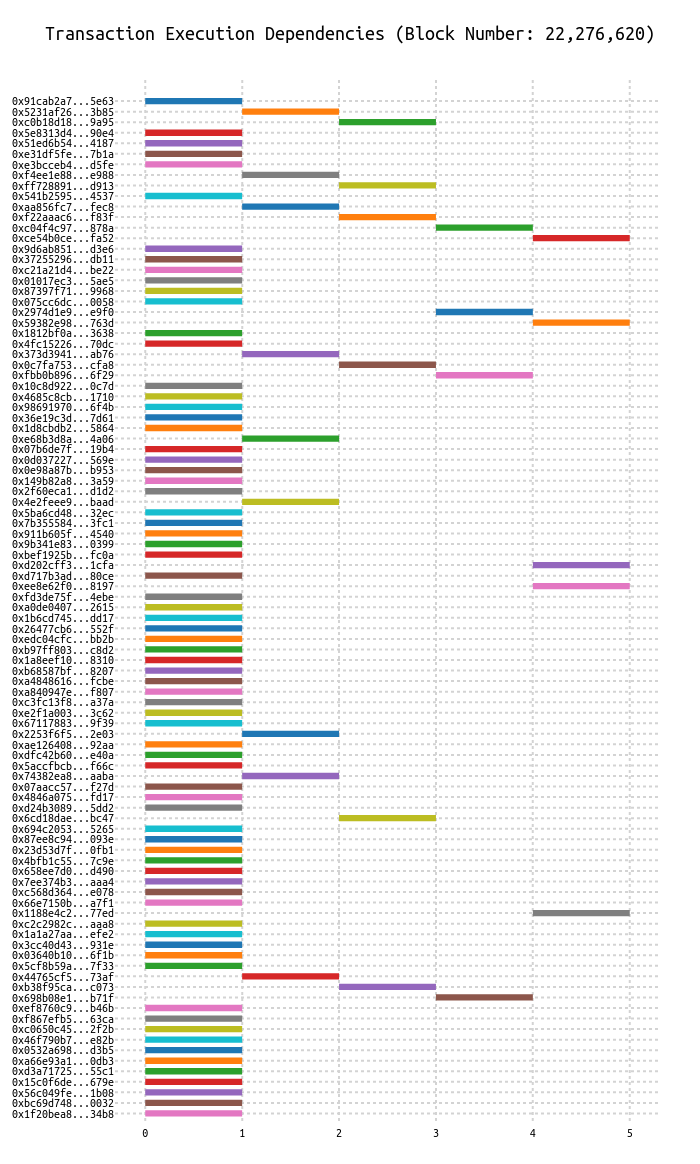 Transaction Execution Dependencies (Block Number: 22,276,620)
0x91cab2a7...5e63
0x5231af26...3b85
0xc0b18d18...9a95
0x5e8313d4...90e4
0x51ed6b54...4187
0xe31df5fe...7b1a
0xe3bcceb4...d5fe
0xf4ee1e88...e988
0xff728891...d913
0x541b2595...4537
0xaa856fc7...fec8
0xf22aaac6...f83f
0xc04f4c97...878a
0xce54b0ce...fa52
0x9d6ab851...d3e6
0x37255296...db11
0xc21a21d4...be22
0x01017ec3...5ae5
0x87397f71...9968
0x075cc6dc...0058
0x2974d1e9...e9f0
0x59382e98...763d
0x1812bf0a...3638
0x4fc15226...70dc
0x373d3941...ab76
0x0c7fa753...cfa8
0xfbb0b896...6f29
0x10c8d922...0c7d
0x4685c8cb...1710
0x98691970...6f4b
0x36e19c3d...7d61
0x1d8cbdb2...5864
0xe68b3d8a...4a06
0x07b6de7f...19b4
0x0d037227...569e
0x0e98a87b...b953
0x149b82a8...3a59
0x2f60eca1...d1d2
0x4e2feee9...baad
0x5ba6cd48...32ec
0x7b355584...3fc1
0x911b605f...4540
0x9b341e83...0399
0xbef1925b...fc0a
0xd202cff3...1cfa
0xd717b3ad...80ce
0xee8e62f0...8197
0xfd3de75f...4ebe
0xa0de0407...2615
0x1b6cd745...dd17
0x26477cb6...552f
0xedc04cfc...bb2b
0xb97ff803...c8d2
0x1a8eef10...8310
0xb68587bf...8207
0xa4848616...fcbe
0xa840947e...f807
0xc3fc13f8...a37a
0xe2f1a003...3c62
0x67117883...9f39
0x2253f6f5...2e03
0xae126408...92aa
0xdfc42b60...e40a
0x5accfbcb...f66c
0x74382ea8...aaba
0x07aacc57...f27d
0x4846a075...fd17
0xd24b3089...5dd2
0x6cd18dae...bc47
0x694c2053...5265
0x87ee8c94...093e
0x23d53d7f...0fb1
0x4bfb1c55...7c9e
0x658ee7d0...d490
0x7ee374b3...aaa4
0xc568d364...e078
0x66e7150b...a7f1
0x1188e4c2...77ed
0xc2c2982c...aaa8
0x1a1a27aa...efe2
0x3cc40d43...931e
0x03640b10...6f1b
0x5cf8b59a...7f33
0x44765cf5...73af
0xb38f95ca...c073
0x698b08e1...b71f
0xef8760c9...b46b
0xf867efb5...63ca
0xc0650c45...2f2b
0x46f790b7...e82b
0x0532a698...d3b5
0xa66e93a1...0db3
0xd3a71725...55c1
0x15c0f6de...679e
0x56c049fe...1b08
0xbc69d748...0032
0x1f20bea8...34b8
0 1 2 3 4 5